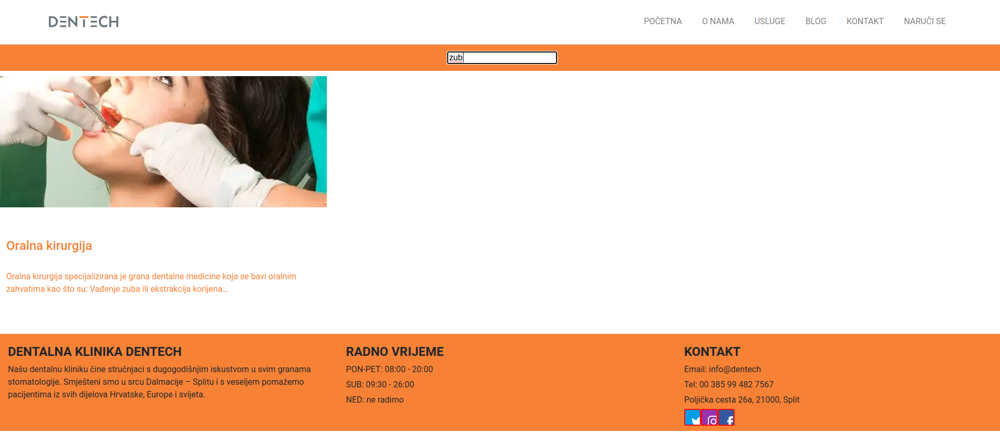 DENTECH
POČETNA O NAMA USLUGE BLOG KONTAKT NARUČI SE
zub
Oralna kirurgija
Oralna kirurgija specijalizirana je grana dentalne medicine koja se bavi oralnim
zahvatima kao što su: Vađenje zuba ili ekstrakcija korijena...
DENTALNA KLINIKA DENTECH
Našu dentalnu kliniku čine stručnjaci s dugogodišnjim iskustvom u svim granama
stomatologije. Smješteni smo u srcu Dalmacije – Splitu i s veseljem pomažemo
pacijentima iz svih dijelova Hrvatske, Europe i svijeta.
RADNO VRIJEME
PON-PET: 08:00 - 20:00
SUB: 09:30 - 26:00
NED: ne radimo
KONTAKT
Email: info@dentech
Tel: 00 385 99 482 7567
Poljička cesta 26a, 21000, Split